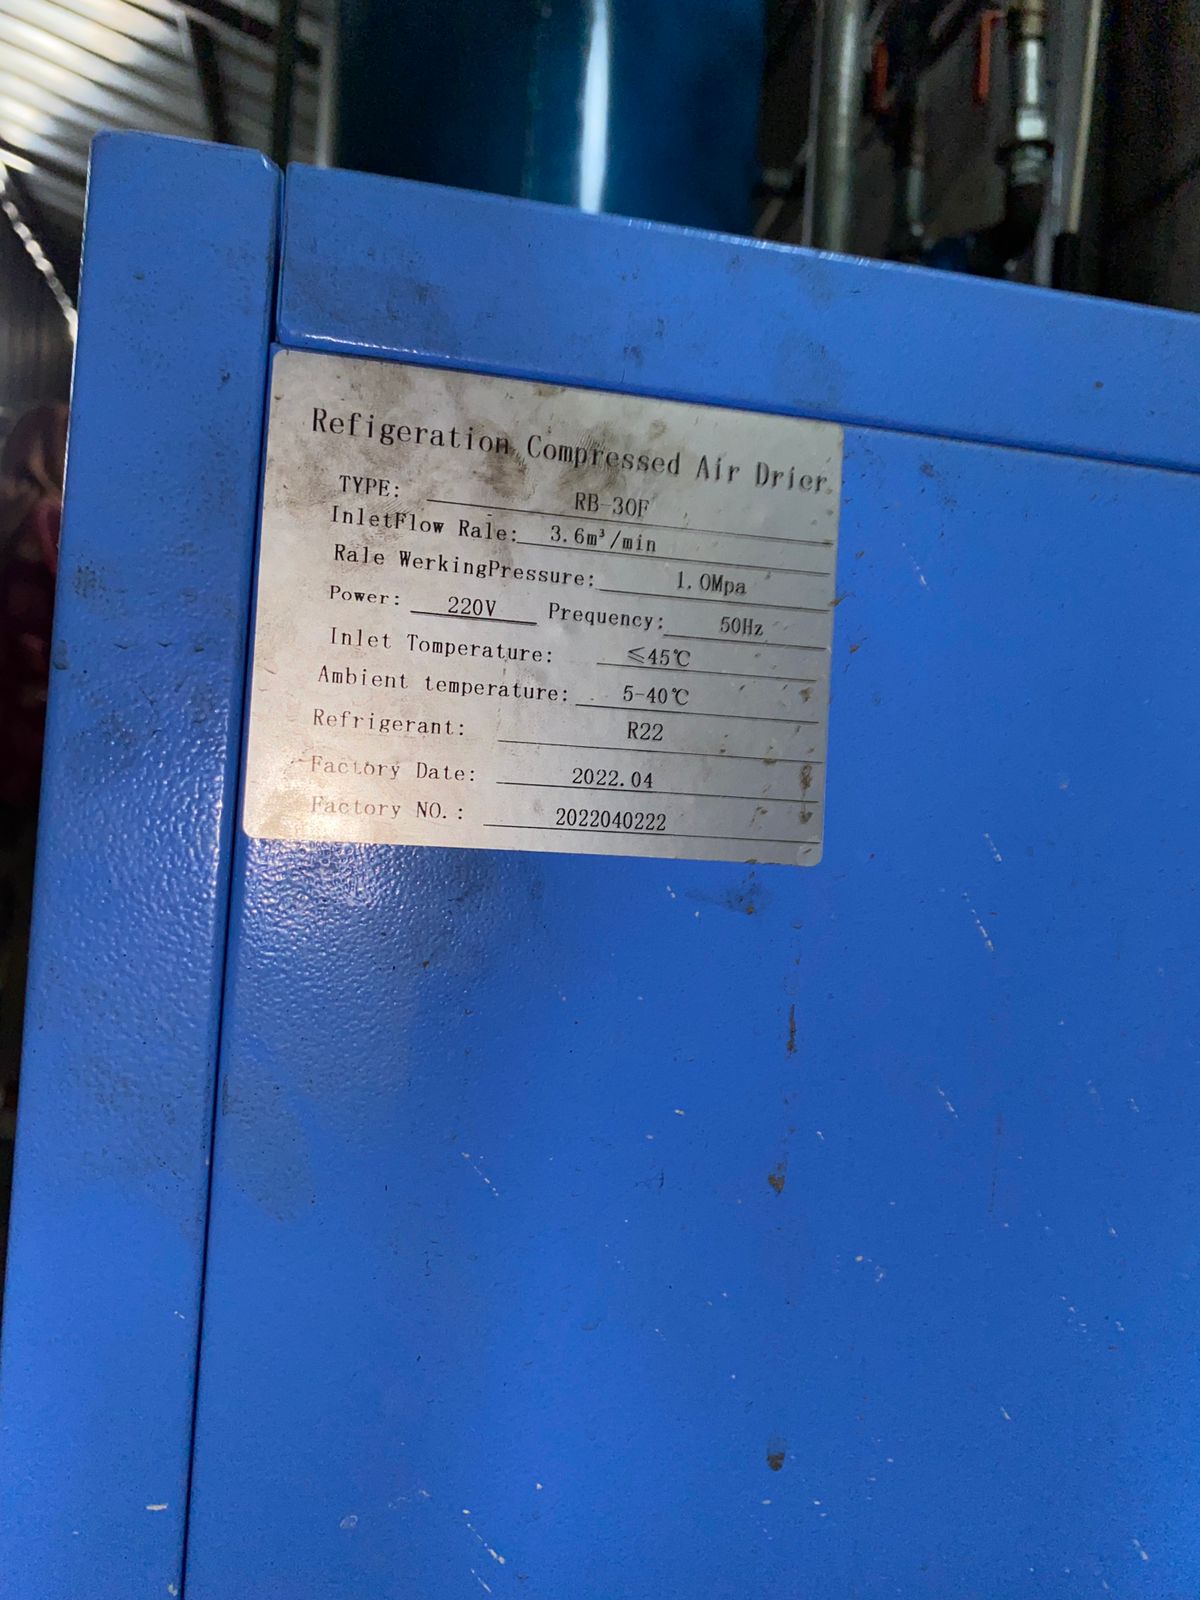 Refigeration Compressed Air Drier
TYPE: RB-30F
InletFlow Rale: 3.6m³/min
Rale WerkingPressure: 1.0Mpa
Power: 220V Prequency: 50Hz
Inlet Tomperature: ≤45℃
Ambient temperature: 5-40℃
Refrigerant: R22
Factory Date: 2022.04
Factory NO.: 2022040222